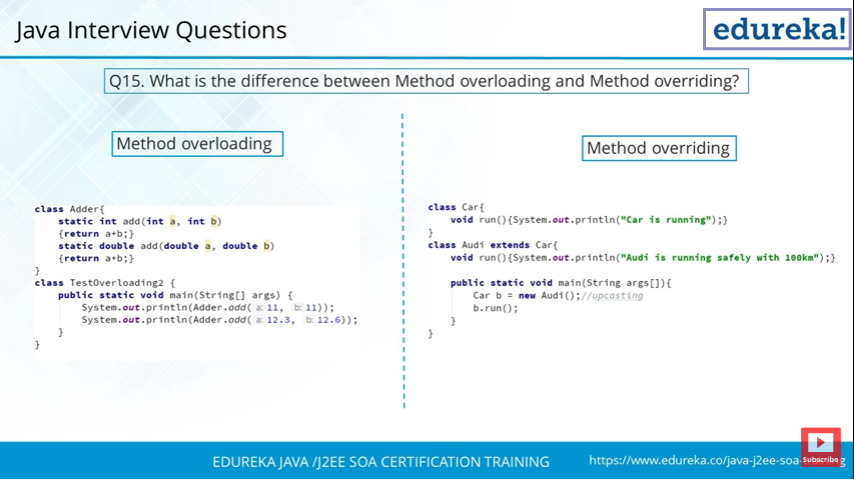 Java Interview Questions
edureka!
Q15. What is the difference between Method overloading and Method overriding?
Method overloading
class Adder{
static int add(int a, int b)
{return a+b;}
static double add(double a, double b)
{return a+b;}
}
class TestOverloading2 {
public static void main(String[] args) {
System.out.println(Adder.add( a: 11, b: 11));
System.out.println(Adder.add( a: 12.3, b: 12.6));
}
}
Method overriding
class Car{
void run(){System.out.println("Car is running");}
}
class Audi extends Car{
void run(){System.out.println("Audi is running safely with 100km");}
public static void main(String args[]){
Car b = new Audi();//upcasting
b.run();
}
}
EDUREKA JAVA /J2EE SOA CERTIFICATION TRAINING
https://www.edureka.co/java-j2ee-soa-
Subscribe